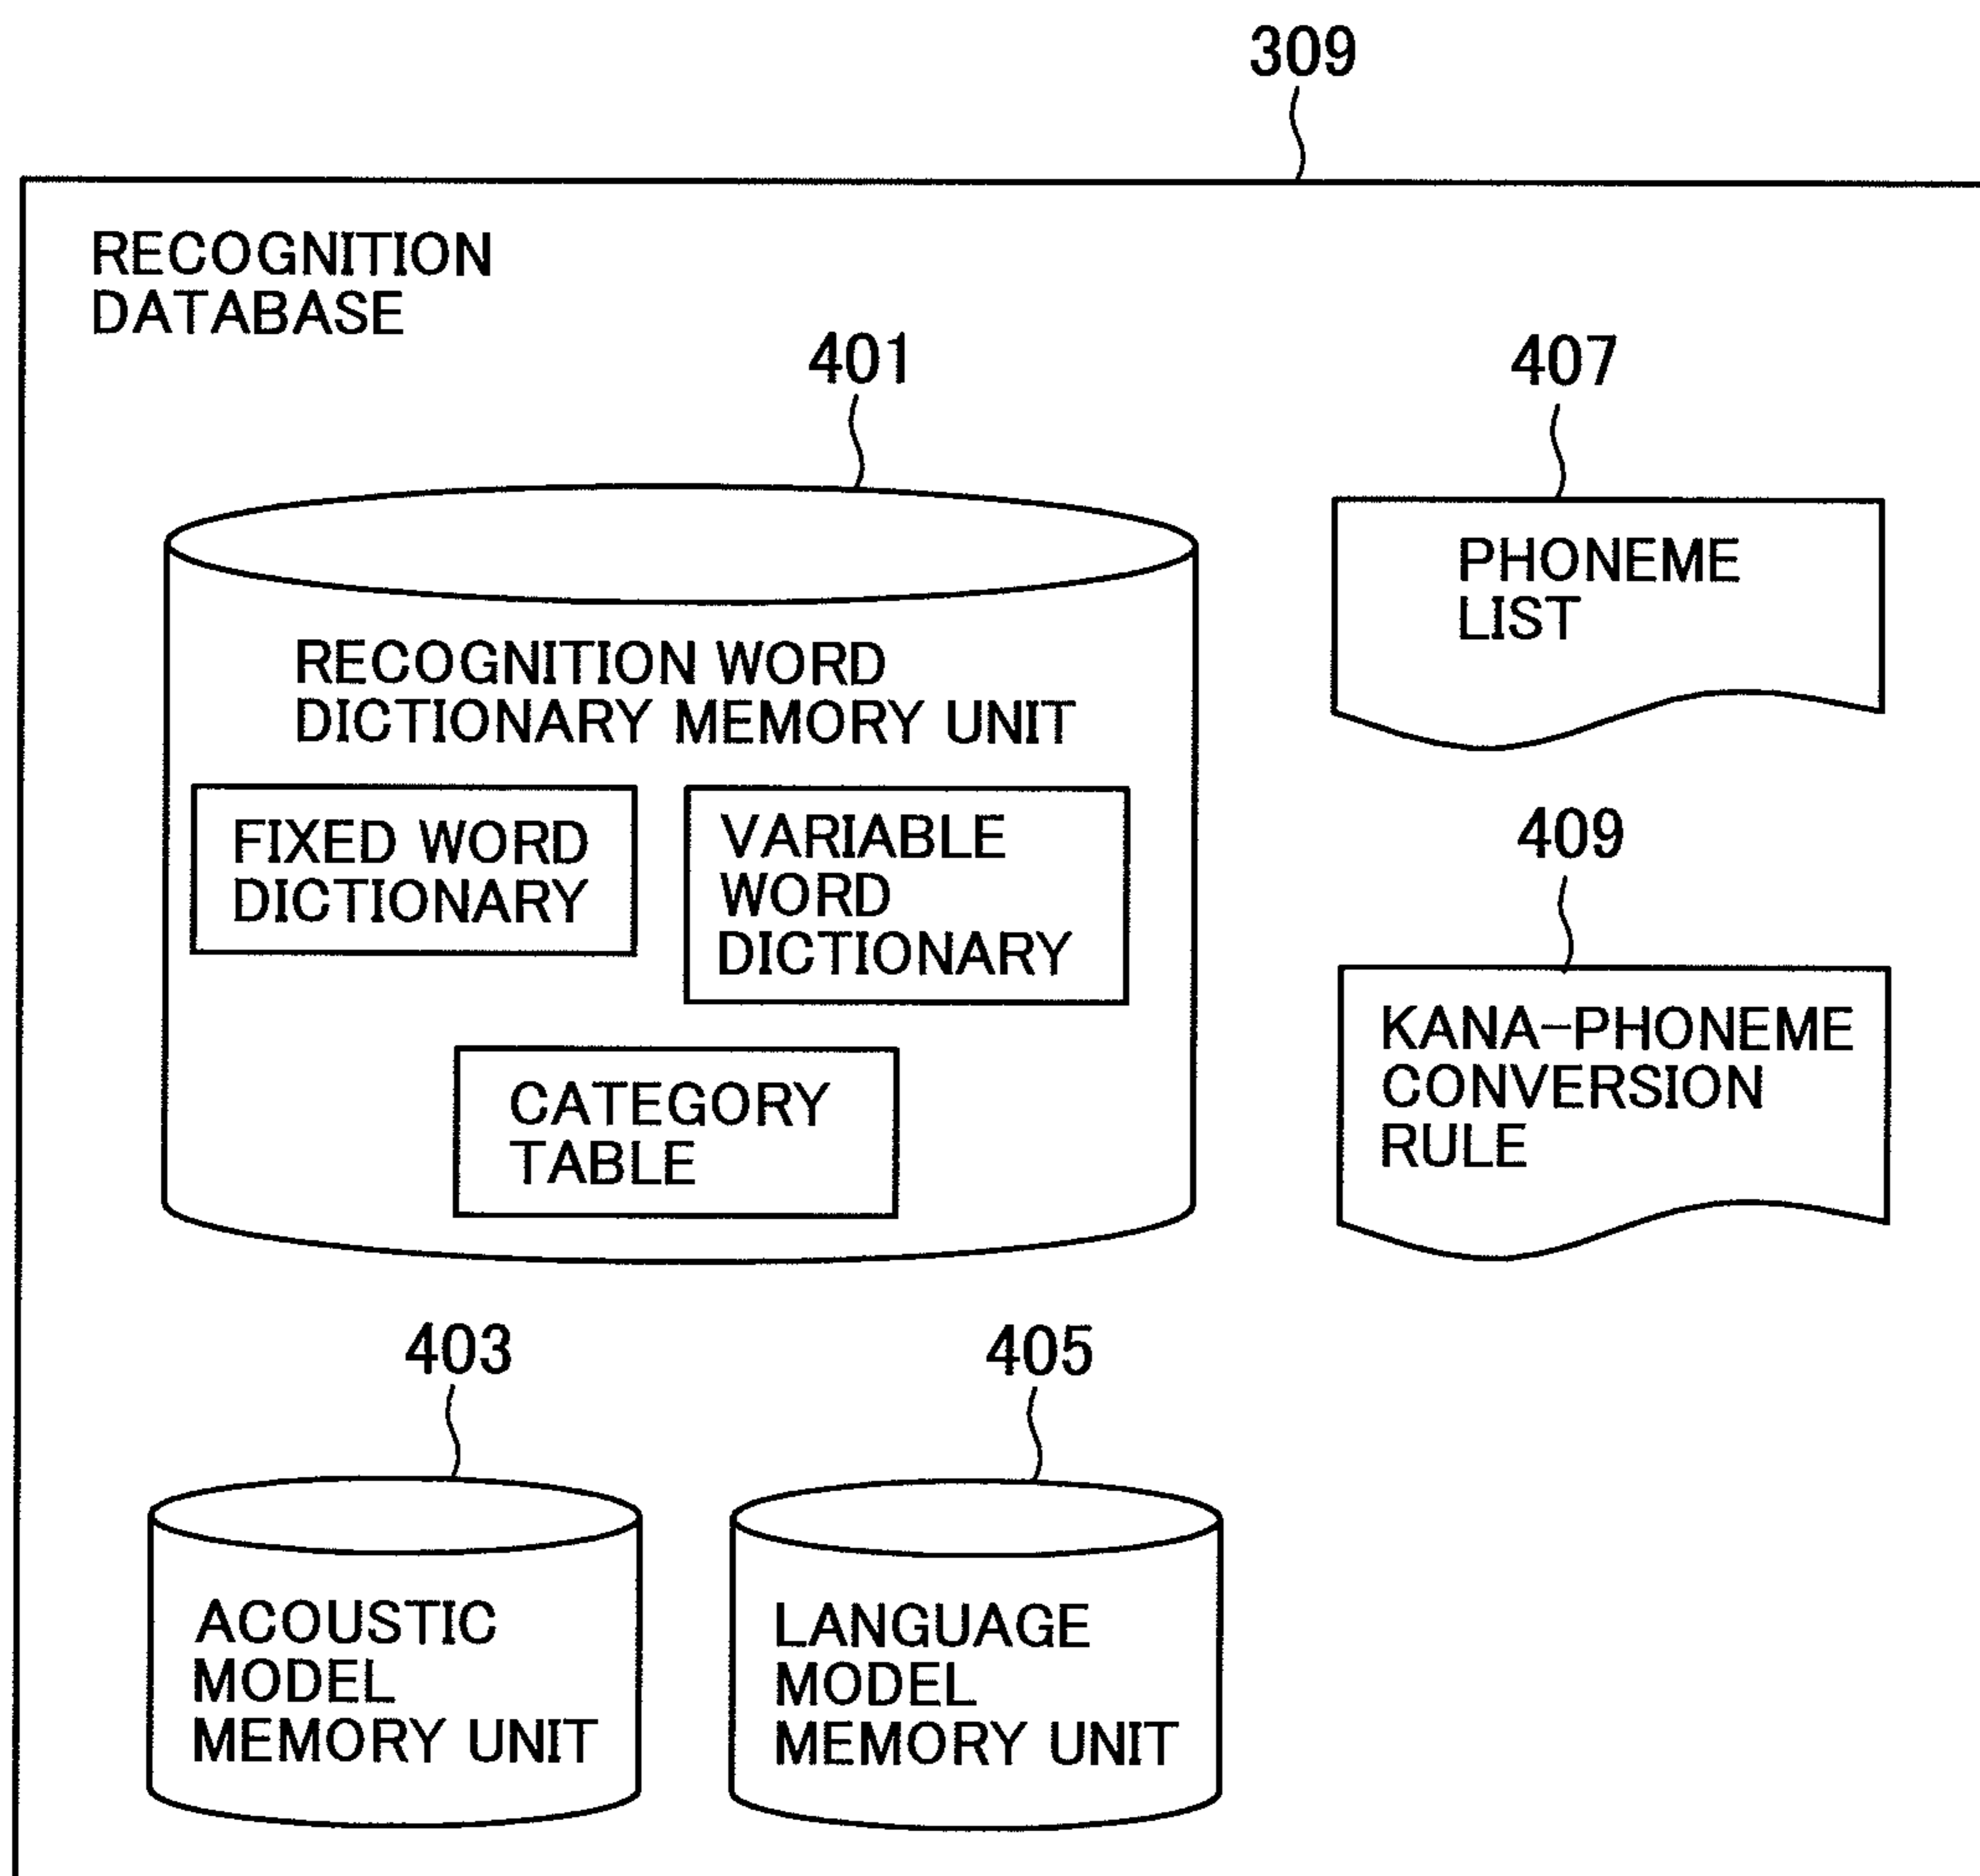 309
RECOGNITION
DATABASE
401
407
RECOGNITION WORD
DICTIONARY MEMORY UNIT
FIXED WORD
DICTIONARY
VARIABLE
WORD
DICTIONARY
CATEGORY
TABLE
PHONEME
LIST
409
KANA-PHONEME
CONVERSION
RULE
403
405
ACOUSTIC
MODEL
MEMORY UNIT
LANGUAGE
MODEL
MEMORY UNIT